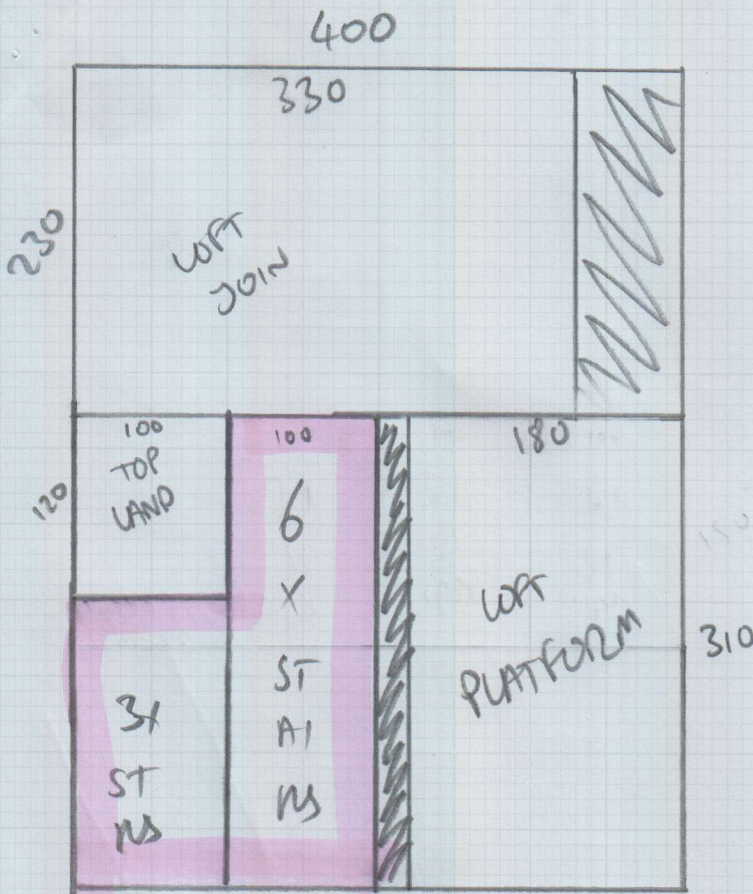 400
330
230
LOFT
JOIN
100
TOP
LAND
120
100
6
X
ST
AI
RS
180
LOFT
PLATFORM
310
3X
ST
RS
150